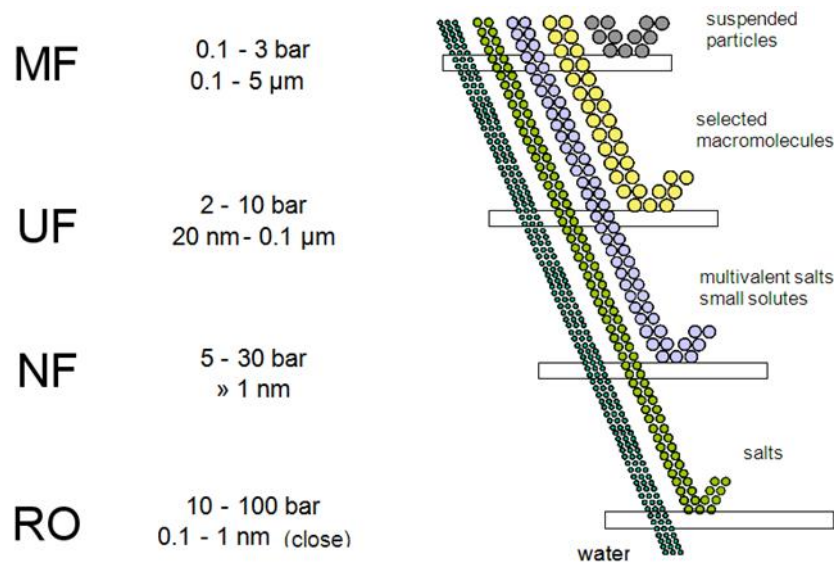 MF
0.1 - 3 bar
0.1 - 5 µm
suspended
particles
selected
macromolecules
UF
2 - 10 bar
20 nm - 0.1 µm
multivalent salts
small solutes
NF
5 - 30 bar
» 1 nm
salts
RO
10 - 100 bar
0.1 - 1 nm (close)
water